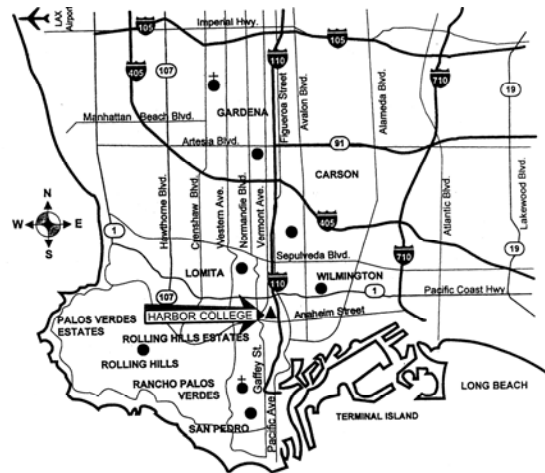 LAX
Airport
Imperial Hwy.
105
105
405
107
110
710
19
GARDENA
Figueroa Street
Avalon Blvd.
Alameda Blvd.
Manhattan Beach Blvd.
Artesia Blvd.
91
CARSON
Hawthorne Blvd.
Crenshaw Blvd.
Western Ave.
Normandie Blvd.
Vermont Ave.
Atlantic Blvd.
Lakewood Blvd.
N
W
E
S
1
405
Sepulveda Blvd.
710
19
LOMITA
110
WILMINGTON
107
1
Pacific Coast Hwy
HARBOR COLLEGE
Anaheim Street
PALOS VERDES
ESTATES
ROLLING HILLS ESTATES
ROLLING HILLS
RANCHO PALOS
VERDES
Gaffey St.
Pacific Ave.
SAN PEDRO
TERMINAL ISLAND
LONG BEACH